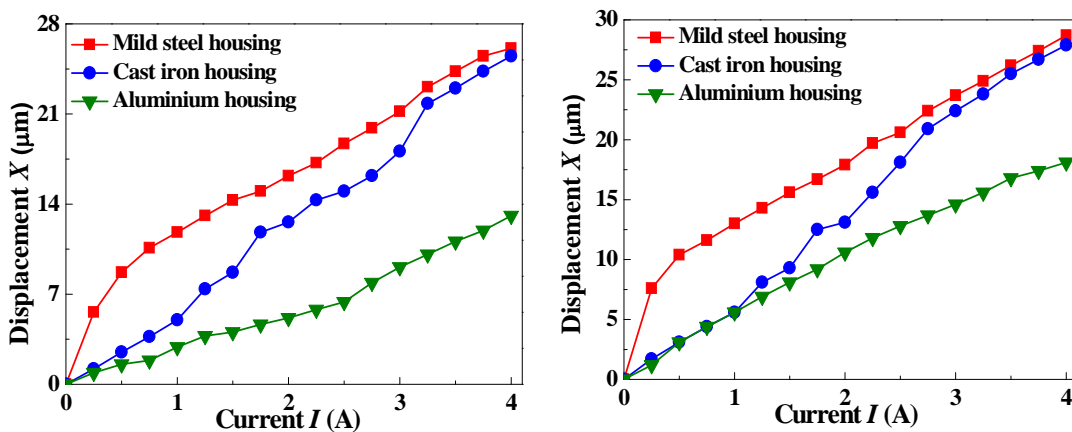 28
21
14
7
0
Displacement X (μm)
Mild steel housing
Cast iron housing
Aluminium housing
0 1 2 3 4
Current I (A)
30
25
20
15
10
5
0
Displacement X (μm)
Mild steel housing
Cast iron housing
Aluminium housing
0 1 2 3 4
Current I (A)